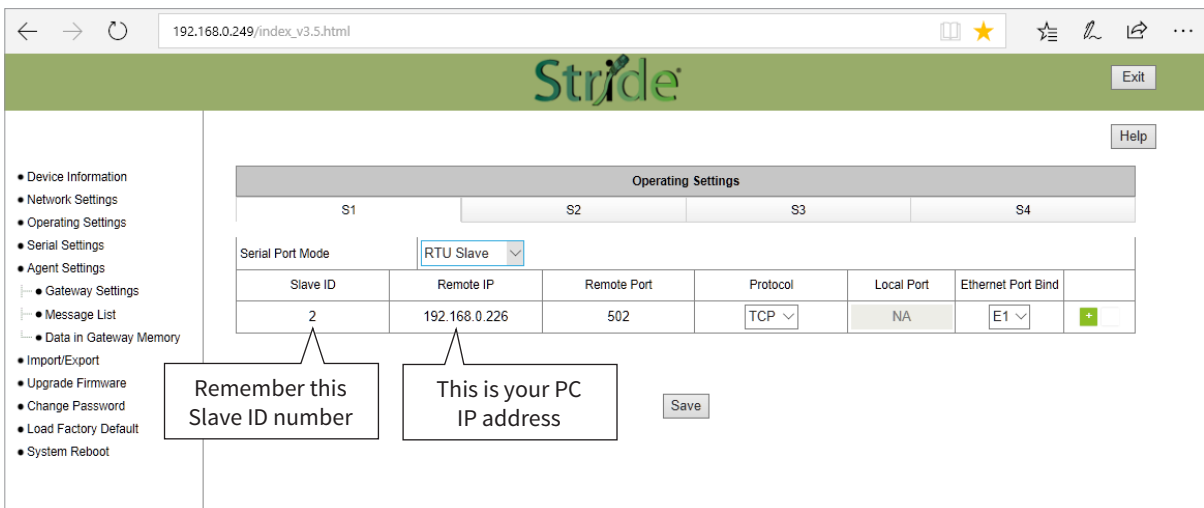 192.168.0.249/index_v3.5.html
Stride
Exit
Help
Device Information
Network Settings
Operating Settings
Serial Settings
Agent Settings
Gateway Settings
Message List
Data in Gateway Memory
Import/Export
Upgrade Firmware
Change Password
Load Factory Default
System Reboot
Operating Settings
S1 S2 S3 S4
Serial Port Mode RTU Slave
Slave ID Remote IP Remote Port Protocol Local Port Ethernet Port Bind
2 192.168.0.226 502 TCP NA E1 +
Remember this
Slave ID number
This is your PC
IP address
Save